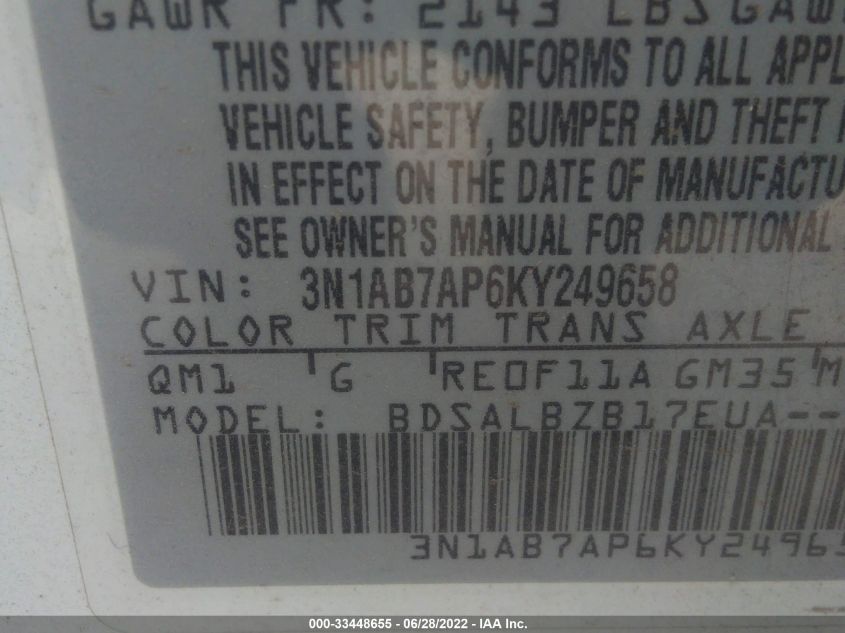 GAWR FR: 2143 LBS GAWR
THIS VEHICLE CONFORMS TO ALL APPL
VEHICLE SAFETY, BUMPER AND THEFT
IN EFFECT ON THE DATE OF MANUFACTU
SEE OWNER'S MANUAL FOR ADDITIONAL
VIN: 3N1AB7AP6KY249658
COLOR TRIM TRANS AXLE
QM1 G RE0F11A GM35 M
MODEL: BDSALBZB17EUA--
3N1AB7AP6KY24965
000-33448655 - 06/28/2022 - IAA Inc.